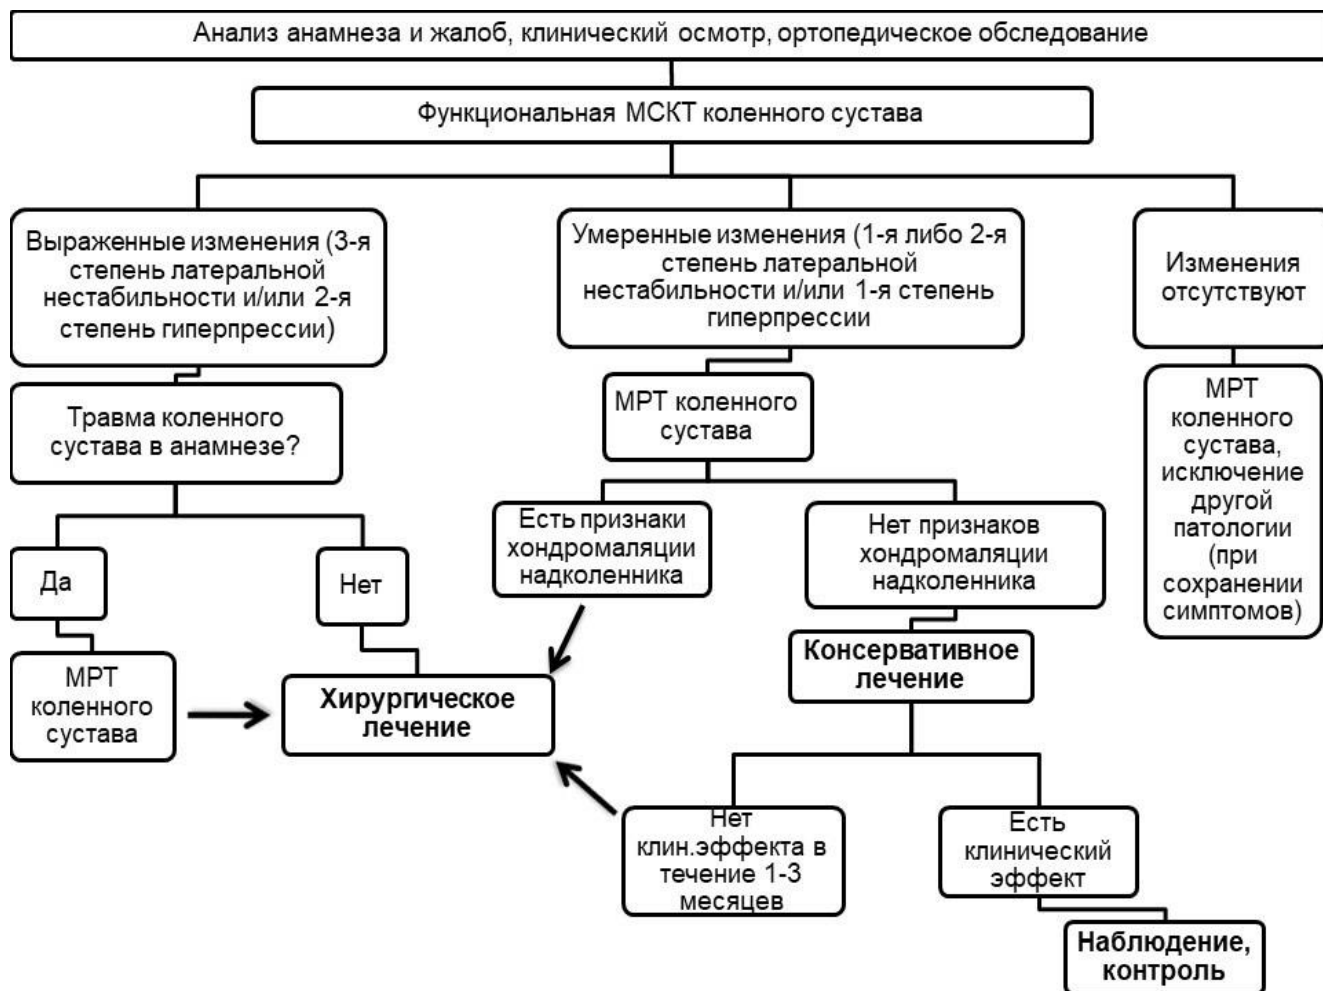 Анализ анамнеза и жалоб, клинический осмотр, ортопедическое обследование
Функциональная МСКТ коленного сустава
Выраженные изменения (3-я
степень латеральной
нестабильности и/или 2-я
степень гиперпрессии)
Умеренные изменения (1-я либо 2-я
степень латеральной
нестабильности и/или 1-я степень
гиперпрессии
Изменения
отсутствуют
Травма коленного
сустава в анамнезе?
МРТ коленного
сустава
МРТ
коленного
сустава,
исключение
другой
патологии
(при
сохранении
симптомов)
Есть признаки
хондромаляции
надколенника
Нет признаков
хондромаляции
надколенника
Да
Нет
МРТ
коленного
сустава
Хирургическое
лечение
Консервативное
лечение
Нет
клин.эффекта в
течение 1-3
месяцев
Есть
клинический
эффект
Наблюдение,
контроль